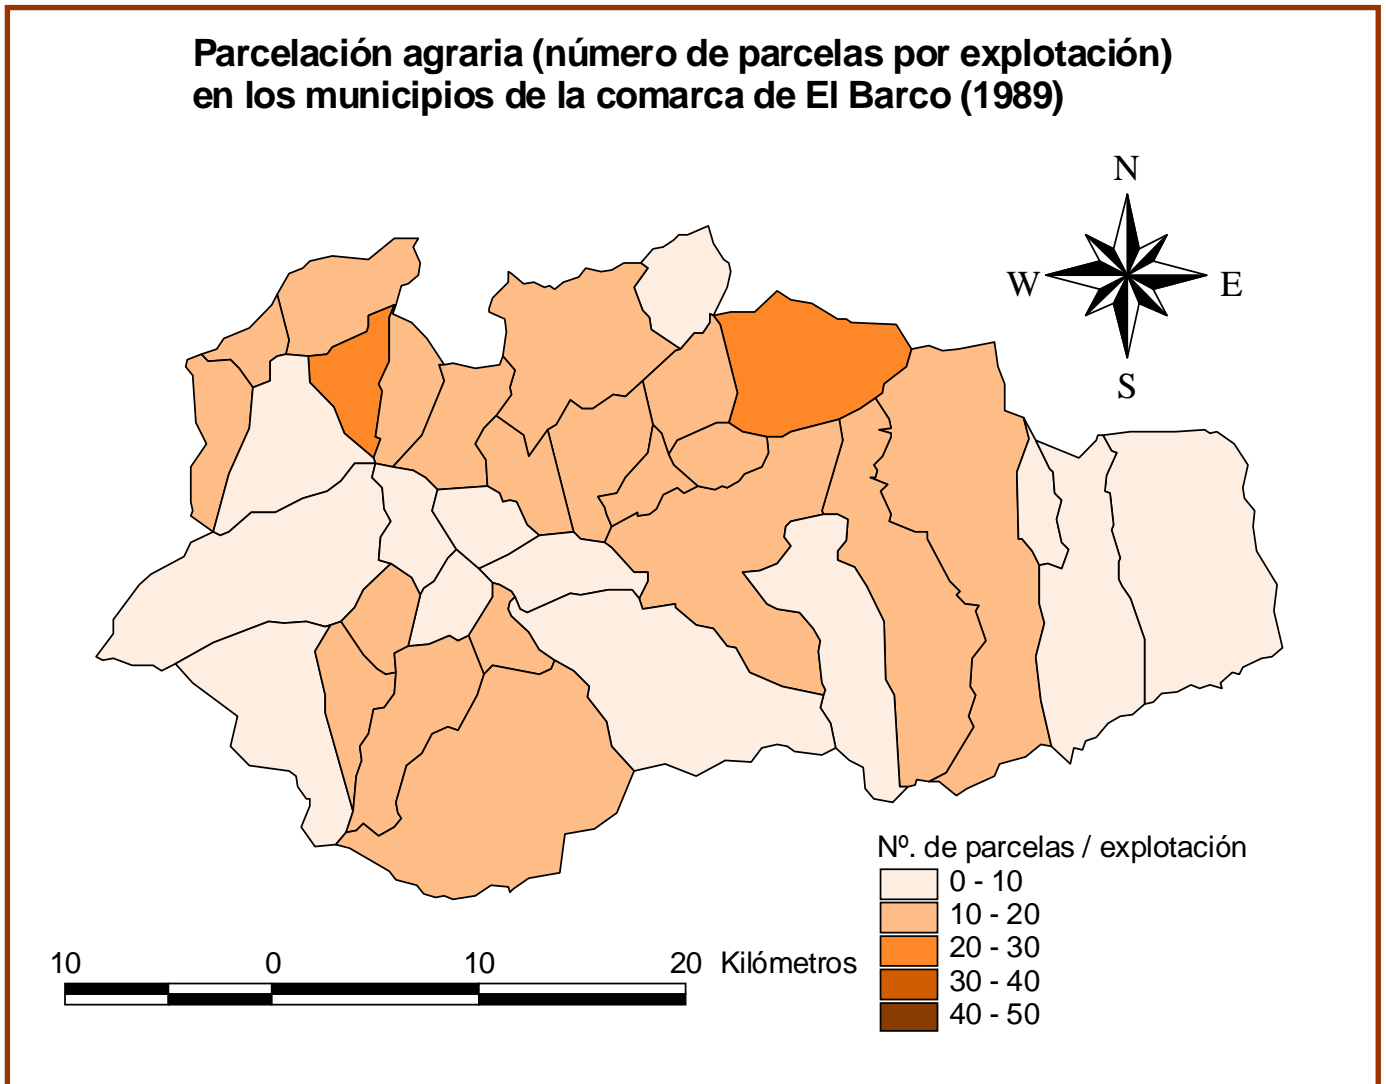 Parcelación agraria (número de parcelas por explotación)
en los municipios de la comarca de El Barco (1989)
N
W E
S
Nº. de parcelas / explotación
0 - 10
10 - 20
20 - 30
30 - 40
40 - 50
10 0 10 20 Kilómetros